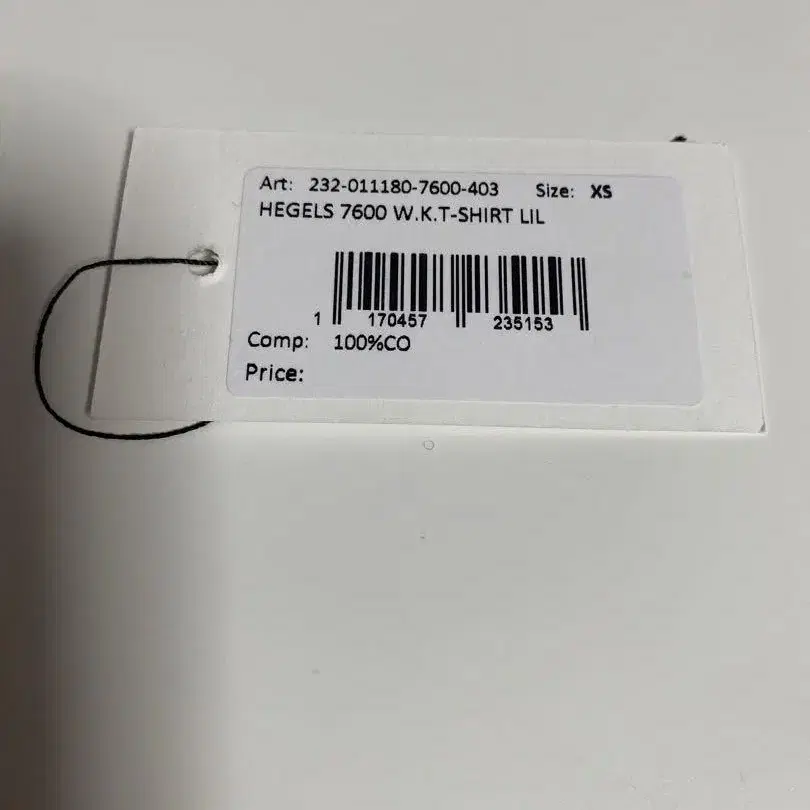 Art: 232-011180-7600-403 Size: XS
HEGELS 7600 W.K.T-SHIRT LIL
1 170457 235153
Comp: 100%CO
Price: